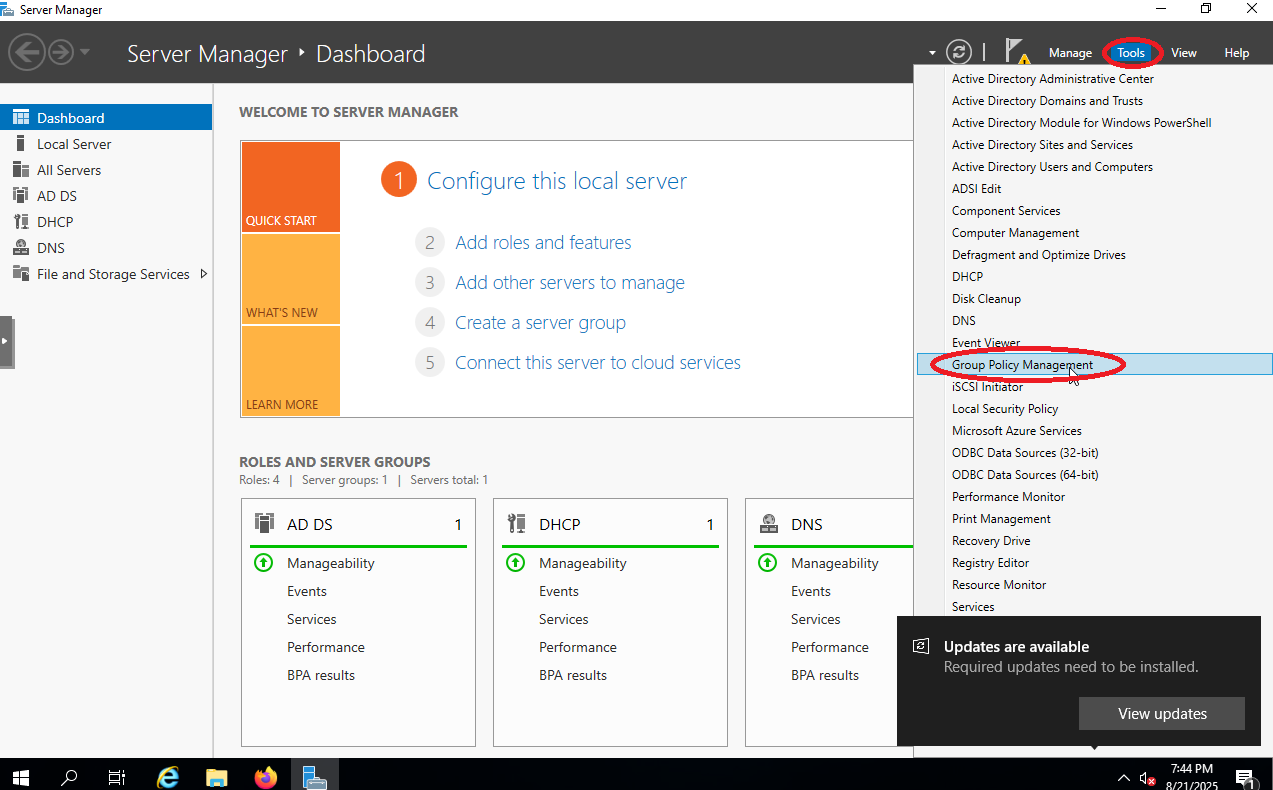 Server Manager
Server Manager ‣ Dashboard
Manage
Tools
View
Help
Dashboard
Local Server
All Servers
AD DS
DHCP
DNS
File and Storage Services
WELCOME TO SERVER MANAGER
QUICK START
WHAT'S NEW
LEARN MORE
1 Configure this local server
2 Add roles and features
3 Add other servers to manage
4 Create a server group
5 Connect this server to cloud services
ROLES AND SERVER GROUPS
Roles: 4 | Server groups: 1 | Servers total: 1
AD DS 1
Manageability
Events
Services
Performance
BPA results
DHCP 1
Manageability
Events
Services
Performance
BPA results
DNS
Manageability
Events
Services
Performance
BPA results
Active Directory Administrative Center
Active Directory Domains and Trusts
Active Directory Module for Windows PowerShell
Active Directory Sites and Services
Active Directory Users and Computers
ADSI Edit
Component Services
Computer Management
Defragment and Optimize Drives
DHCP
Disk Cleanup
DNS
Event Viewer
Group Policy Management
iSCSI Initiator
Local Security Policy
Microsoft Azure Services
ODBC Data Sources (32-bit)
ODBC Data Sources (64-bit)
Performance Monitor
Print Management
Recovery Drive
Registry Editor
Resource Monitor
Services
Updates are available
Required updates need to be installed.
View updates
7:44 PM
8/21/2025
1